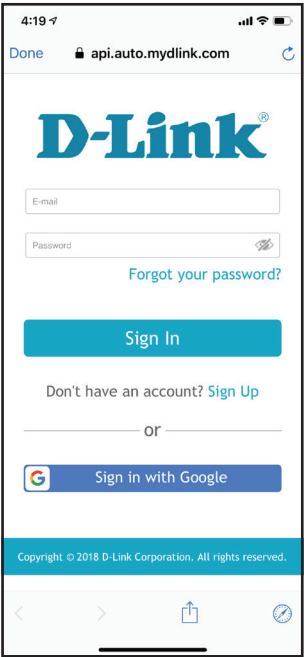 4:19
Done api.auto.mydlink.com
D-Link®
E-mail
Password
Forgot your password?
Sign In
Don't have an account? Sign Up
or
G Sign in with Google
Copyright © 2018 D-Link Corporation. All rights reserved.